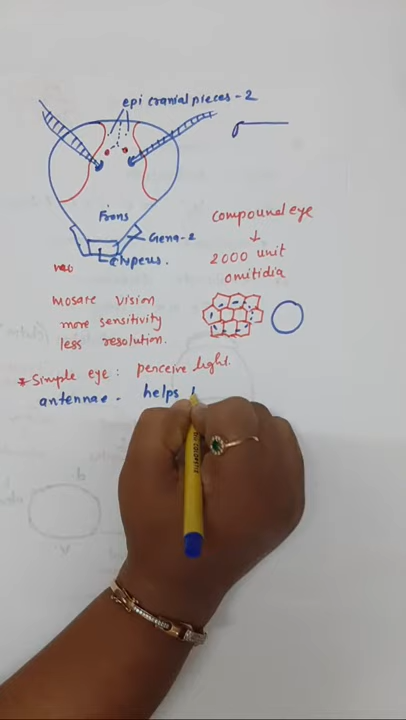 epi cranial pieces - 2
Frons
Gena-2
clypeus.
compound eye
↓
2000 unit
omitidia
mosare vision
more sensitivity
less resolution.
* Simple eye : perceive light.
antennae - helps